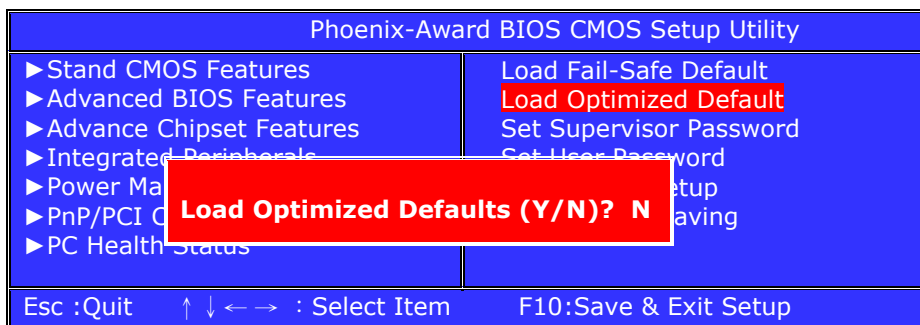 Phoenix-Award BIOS CMOS Setup Utility
►Stand CMOS Features
►Advanced BIOS Features
►Advance Chipset Features
►Integrated Peripherals
►Power Ma
►PnP/PCI C
►PC Health Status
Load Fail-Safe Default
Load Optimized Default
Set Supervisor Password
Set User Password
etup
aving
Load Optimized Defaults (Y/N)? N
Esc :Quit ↑↓←→ : Select Item F10:Save & Exit Setup